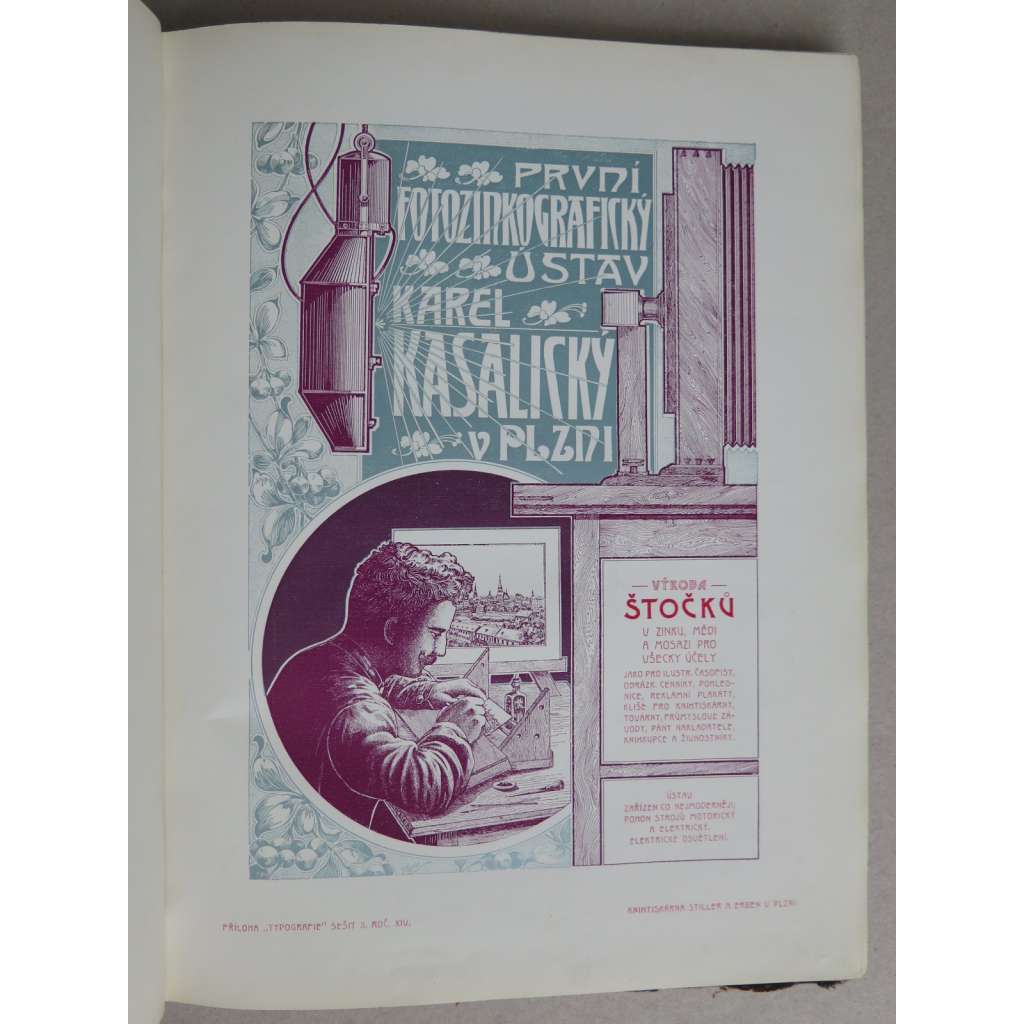 PRVNÍ
FOTOZINKOGRAFICKÝ
ÚSTAV
KAREL
KASALICKÝ
V PLZNI
VÝROBA
ŠTOČKŮ
V ZINKU, MĚDI
A MOSAZI PRO
VŠECKY ÚČELY
JAKO PRO ILUSTR. ČASOPISY,
OBRÁZK. CENNÍKY, POHLED-
NICE, REKLAMNÍ PLAKÁTY,
KLIŠÉ PRO KNIHTISKÁRNY,
TOVÁRNY, PRŮMYSLOVÉ ZÁ-
VODY, PÁNY NAKLADATELE,
KNIHKUPCE A ŽIVNOSTNÍKY.
ÚSTAV
ZAŘÍZEN CO NEJMODERNĚJI;
POHON STROJŮ MOTORICKÝ
A ELEKTRICKÝ.
ELEKTRICKÉ OSVĚTLENÍ.
KNIHTISKÁRNA STILLER A ERBEN V PLZNI.
PŘÍLOHA „TYPOGRAFIE" SEŠIT 3. ROČ. XIV.